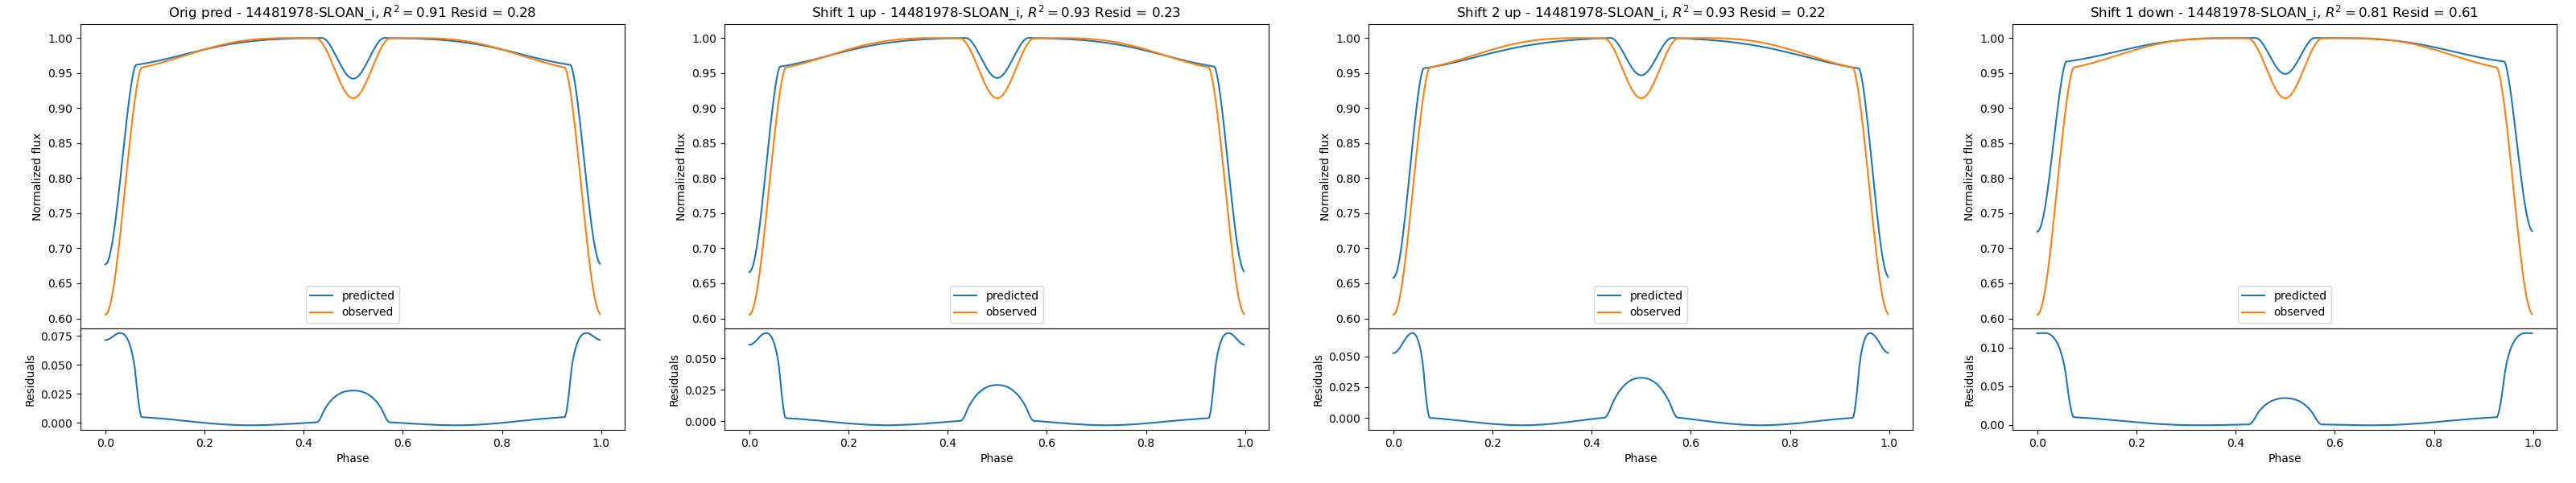 Orig pred - 14481978-SLOAN_i, R² = 0.91 Resid = 0.28
1.00
0.95
0.90
0.85
0.80
0.75
0.70
0.65
0.60
Normalized flux
predicted
observed
0.075
0.050
0.025
0.000
Residuals
0.0 0.2 0.4 0.6 0.8 1.0
Phase
Shift 1 up - 14481978-SLOAN_i, R² = 0.93 Resid = 0.23
1.00
0.95
0.90
0.85
0.80
0.75
0.70
0.65
0.60
Normalized flux
predicted
observed
0.050
0.025
0.000
Residuals
0.0 0.2 0.4 0.6 0.8 1.0
Phase
Shift 2 up - 14481978-SLOAN_i, R² = 0.93 Resid = 0.22
1.00
0.95
0.90
0.85
0.80
0.75
0.70
0.65
0.60
Normalized flux
predicted
observed
0.050
0.025
0.000
Residuals
0.0 0.2 0.4 0.6 0.8 1.0
Phase
Shift 1 down - 14481978-SLOAN_i, R² = 0.81 Resid = 0.61
1.00
0.95
0.90
0.85
0.80
0.75
0.70
0.65
0.60
Normalized flux
predicted
observed
0.10
0.05
0.00
Residuals
0.0 0.2 0.4 0.6 0.8 1.0
Phase